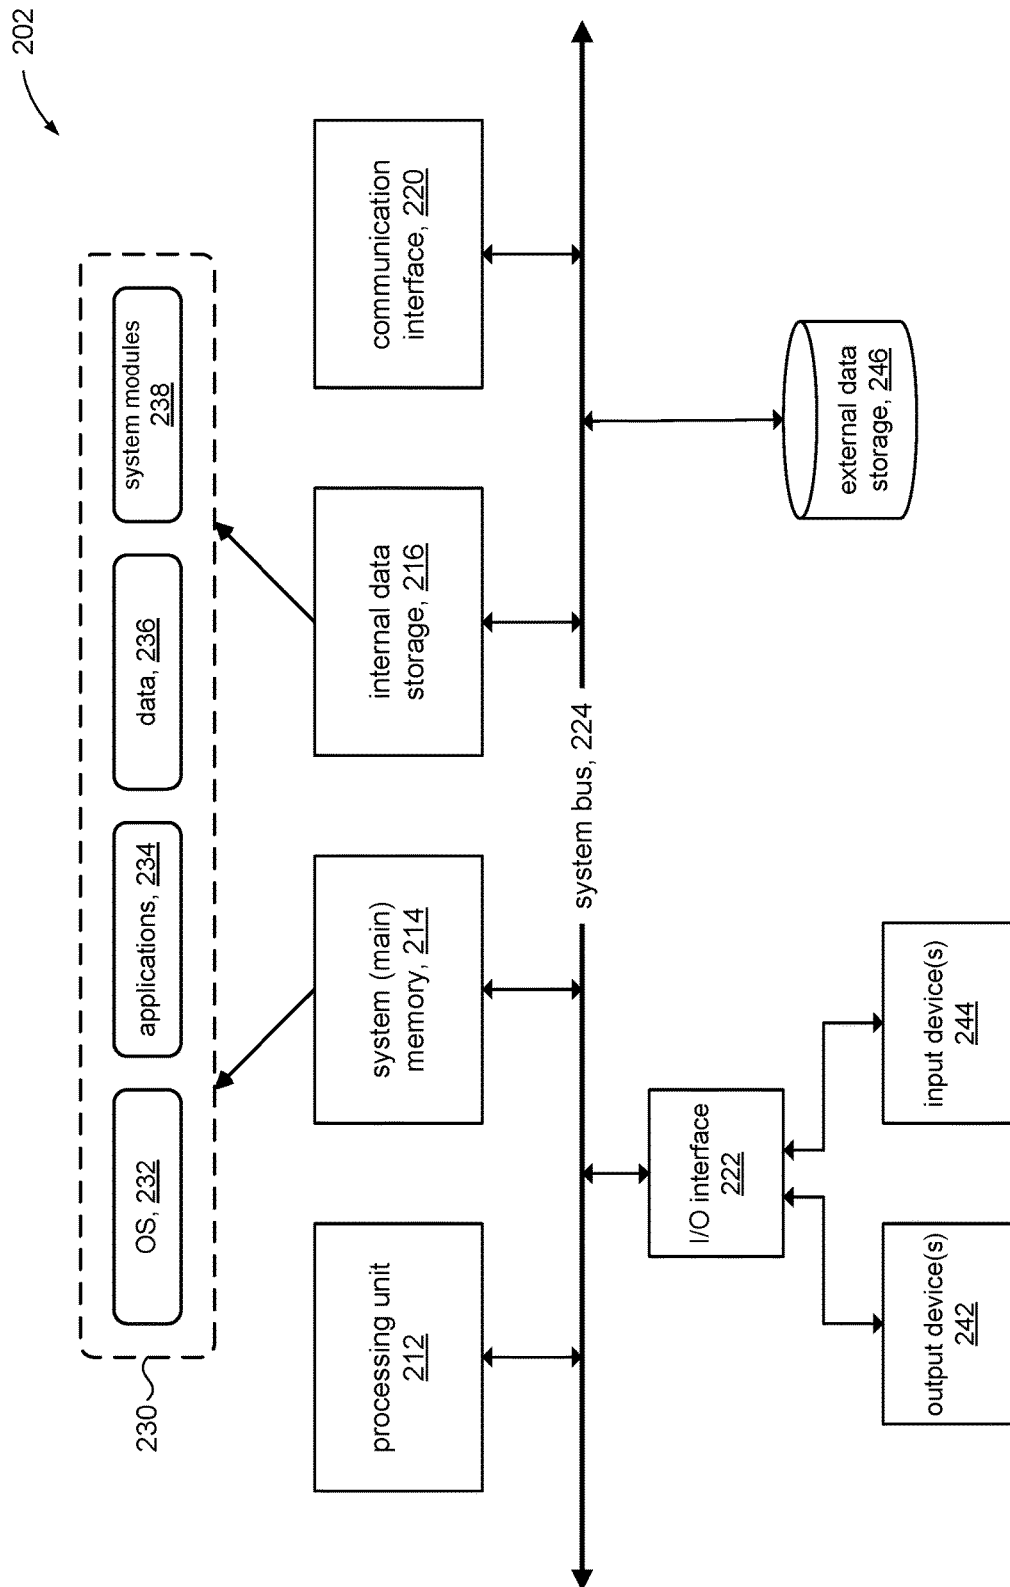 202
230
OS, 232
applications, 234
data, 236
system modules
238
processing unit
212
system (main)
memory, 214
internal data
storage, 216
communication
interface, 220
system bus, 224
I/O interface
222
external data
storage, 246
output device(s)
242
input device(s)
244